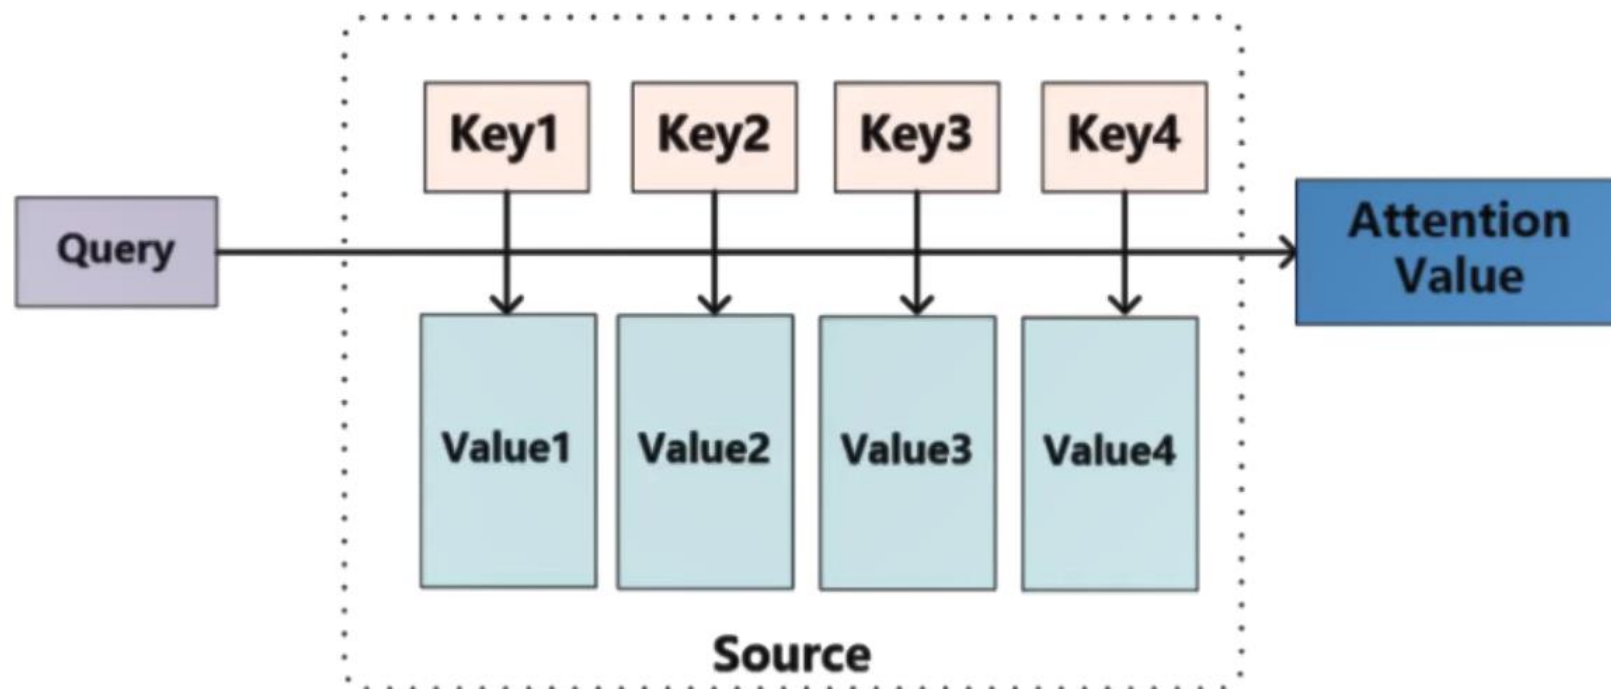 Key1 Key2 Key3 Key4
Query
Attention
Value
Value1 Value2 Value3 Value4
Source